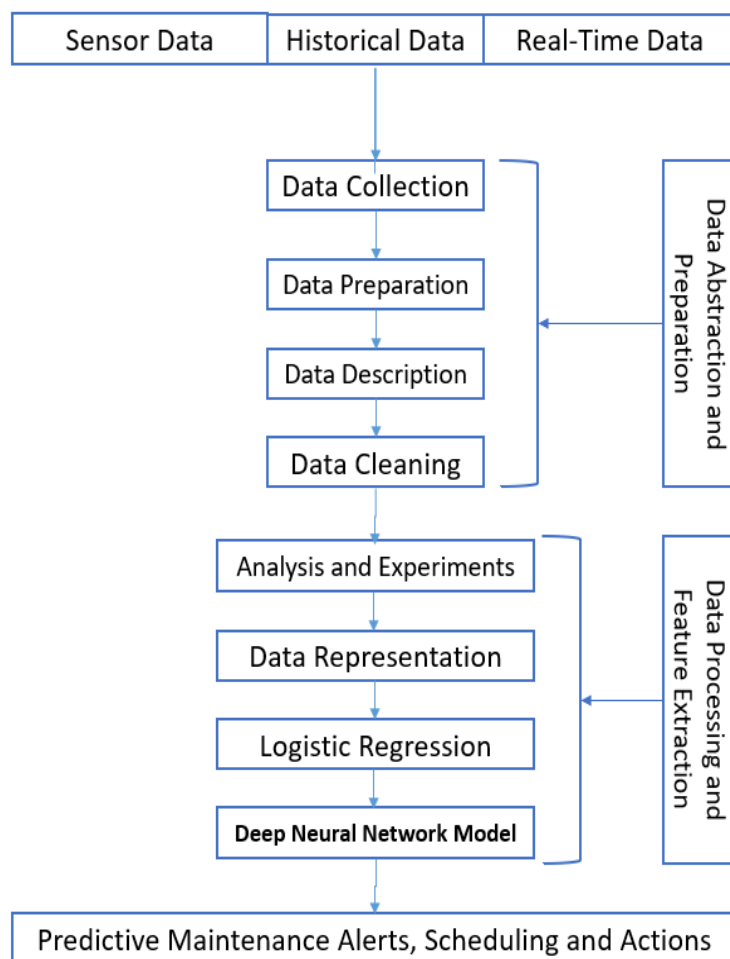 Sensor Data
Historical Data
Real-Time Data
Data Collection
Data Preparation
Data Description
Data Cleaning
Data Abstraction and
Preparation
Analysis and Experiments
Data Representation
Logistic Regression
Deep Neural Network Model
Data Processing and
Feature Extraction
Predictive Maintenance Alerts, Scheduling and Actions